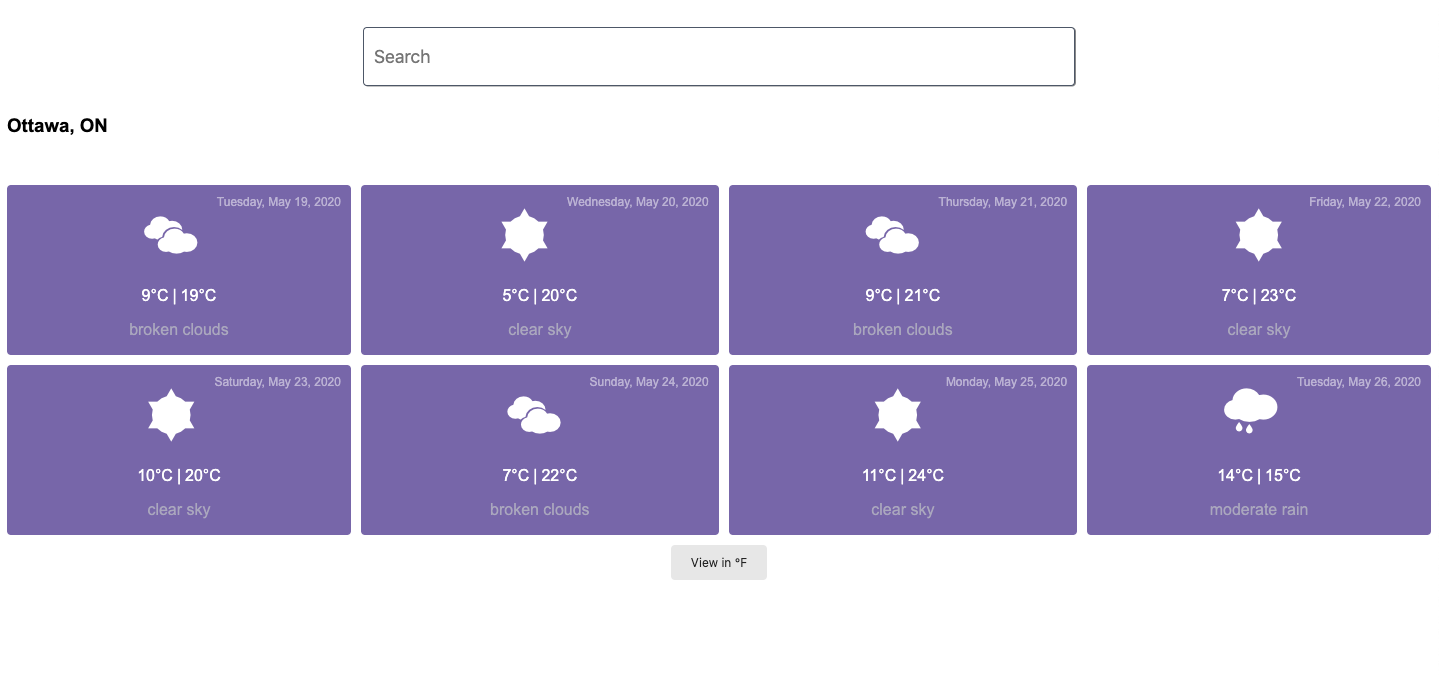 Search
Ottawa, ON
Tuesday, May 19, 2020
9°C | 19°C
broken clouds
Wednesday, May 20, 2020
5°C | 20°C
clear sky
Thursday, May 21, 2020
9°C | 21°C
broken clouds
Friday, May 22, 2020
7°C | 23°C
clear sky
Saturday, May 23, 2020
10°C | 20°C
clear sky
Sunday, May 24, 2020
7°C | 22°C
broken clouds
Monday, May 25, 2020
11°C | 24°C
clear sky
Tuesday, May 26, 2020
14°C | 15°C
moderate rain
View in °F